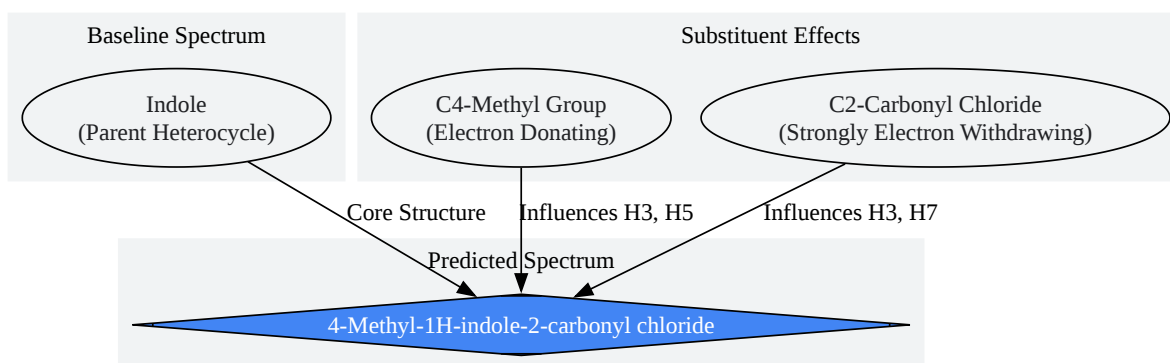 Baseline Spectrum
Substituent Effects
Indole
(Parent Heterocycle)
C4-Methyl Group
(Electron Donating)
C2-Carbonyl Chloride
(Strongly Electron Withdrawing)
Core Structure
Influences H3, H5
Influences H3, H7
Predicted Spectrum
4-Methyl-1H-indole-2-carbonyl chloride